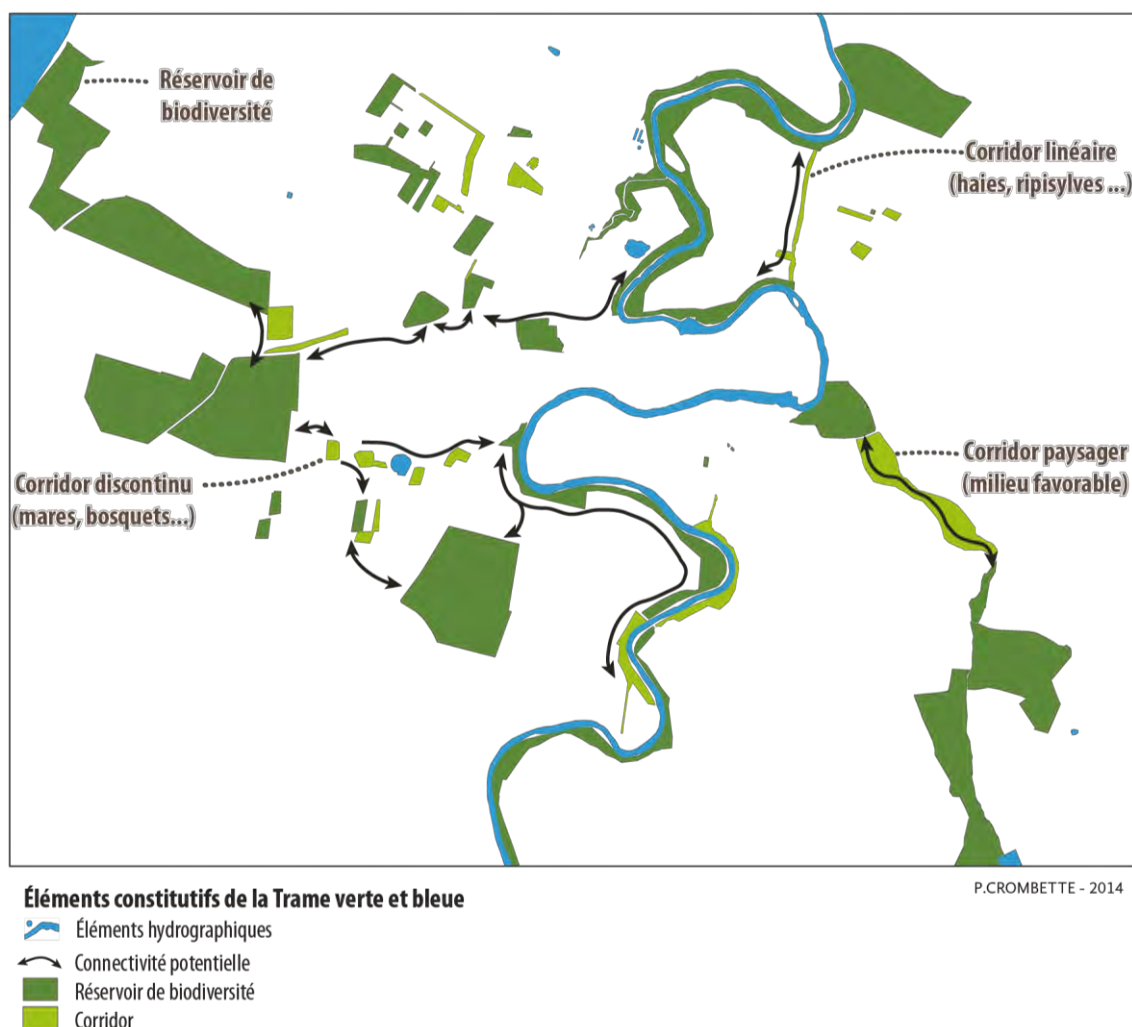 Réservoir de
biodiversité
Corridor linéaire
(haies, ripisylves ...)
Corridor discontinu
(mares, bosquets...)
Corridor paysager
(milieu favorable)
P.CROMBETTE - 2014
Éléments constitutifs de la Trame verte et bleue
Éléments hydrographiques
Connectivité potentielle
Réservoir de biodiversité
Corridor